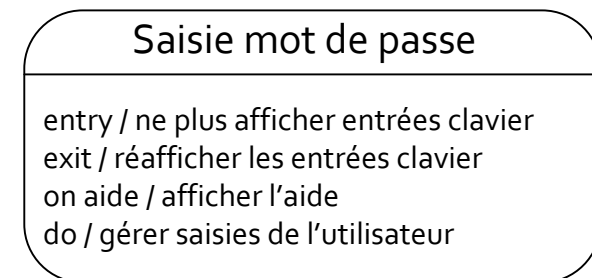 Saisie mot de passe
entry / ne plus afficher entrées clavier
exit / réafficher les entrées clavier
on aide / afficher l’aide
do / gérer saisies de l’utilisateur